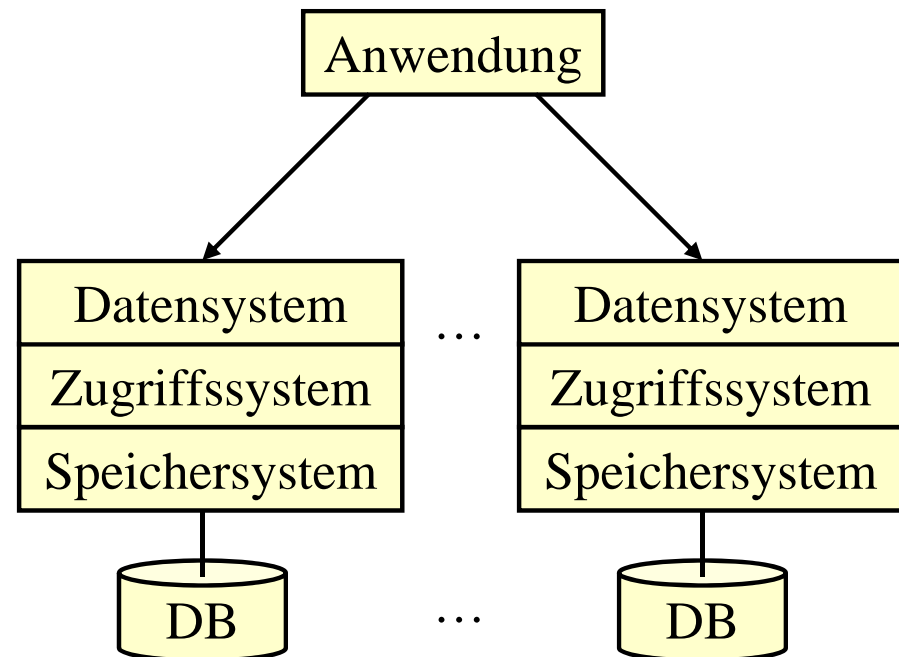 Anwendung
Datensystem … Datensystem
Zugriffssystem Zugriffssystem
Speichersystem Speichersystem
DB … DB